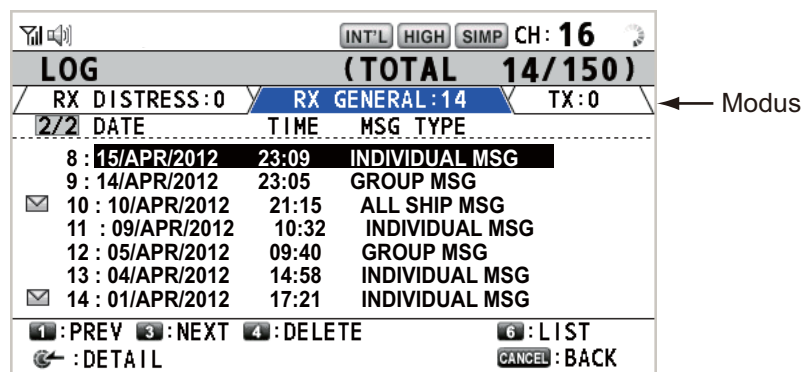 INT'L HIGH SIMP CH: 16
LOG (TOTAL 14/150)
RX DISTRESS:0 RX GENERAL:14 TX:0
Modus
2/2 DATE TIME MSG TYPE
8 : 15/APR/2012 23:09 INDIVIDUAL MSG
9 : 14/APR/2012 23:05 GROUP MSG
10 : 10/APR/2012 21:15 ALL SHIP MSG
11 : 09/APR/2012 10:32 INDIVIDUAL MSG
12 : 05/APR/2012 09:40 GROUP MSG
13 : 04/APR/2012 14:58 INDIVIDUAL MSG
14 : 01/APR/2012 17:21 INDIVIDUAL MSG
1 :PREV 3 :NEXT 4 :DELETE 6 :LIST
:DETAIL CANCEL :BACK